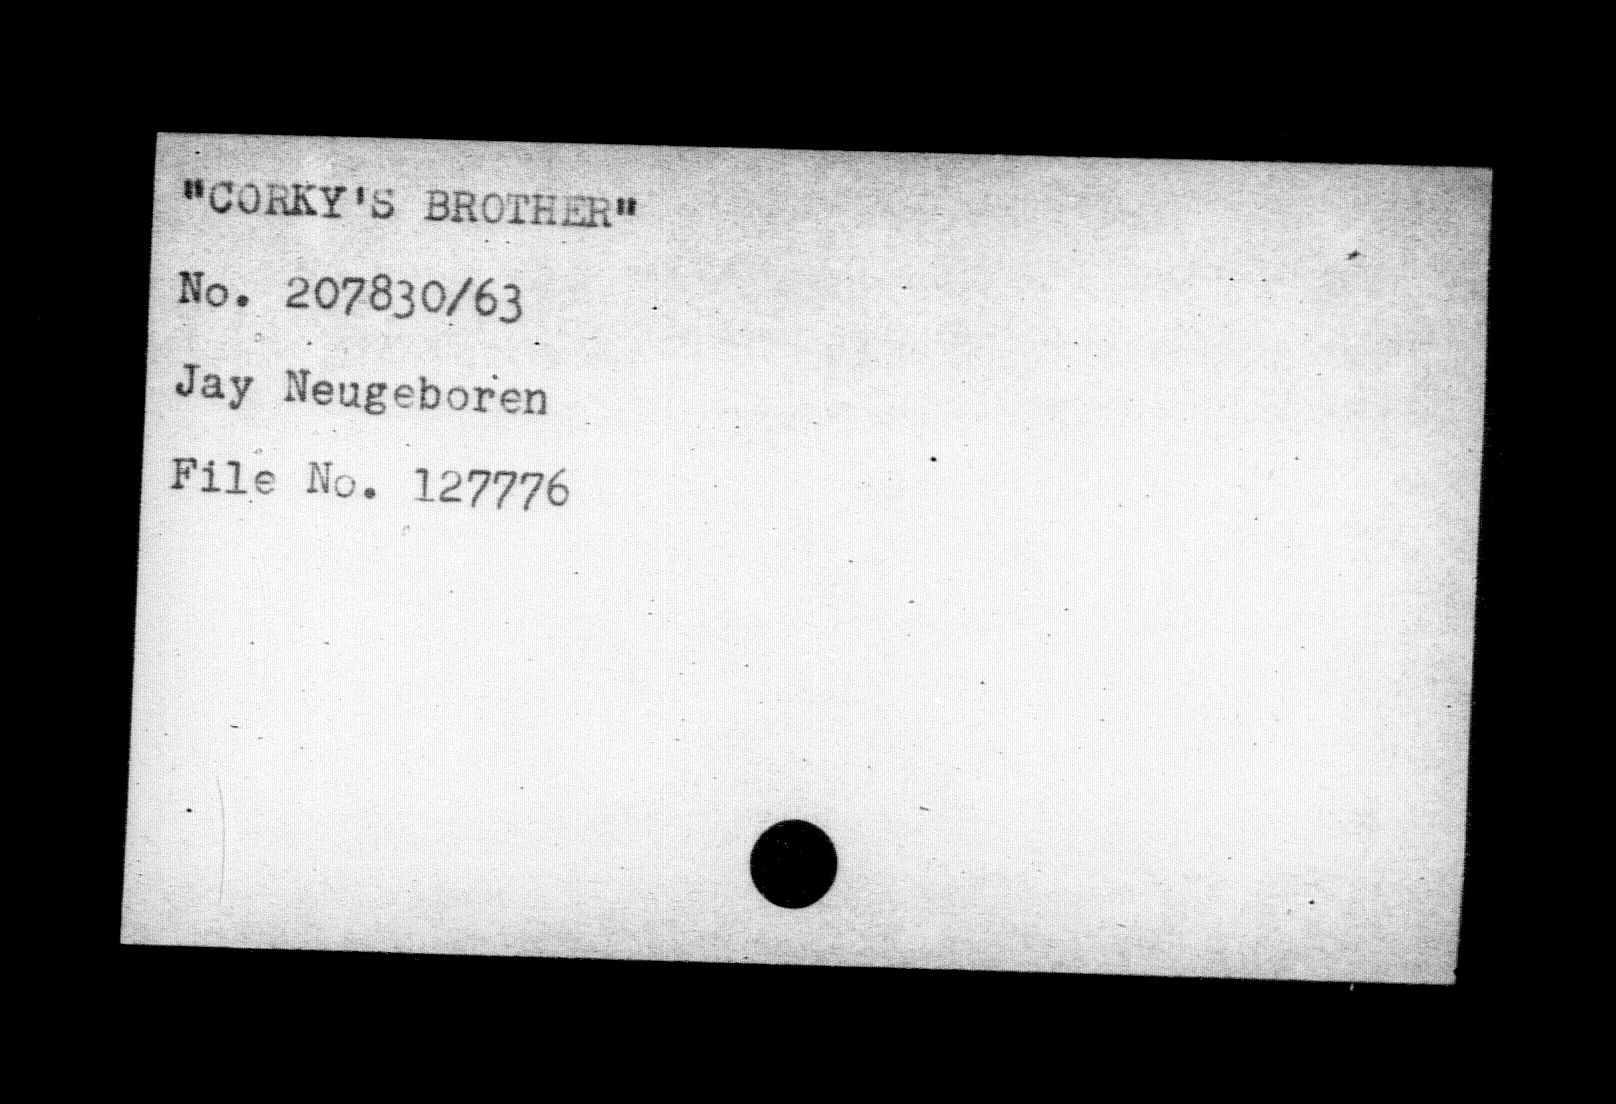 "CORKY'S BROTHER"
No. 207830/63
Jay Neugeboren
File No. 127776